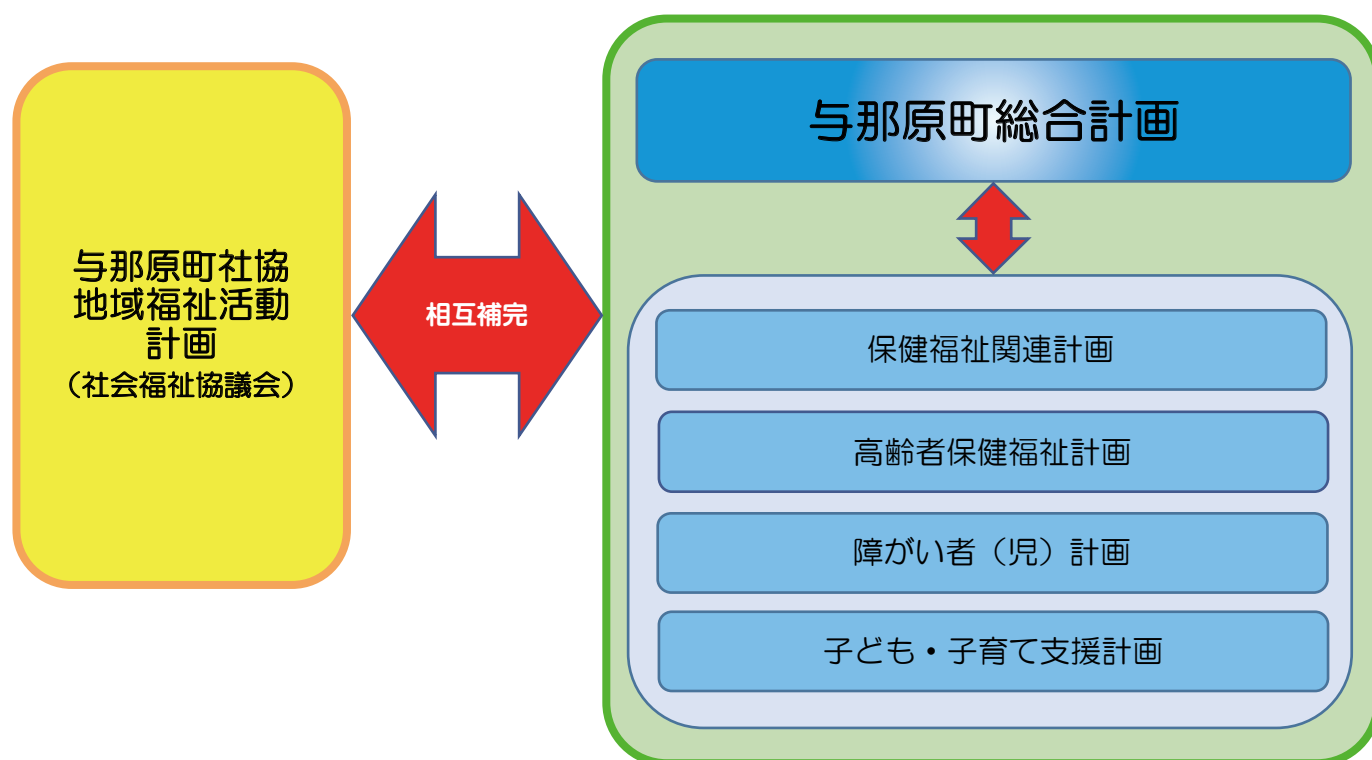 与那原町社協
地域福祉活動
計画
（社会福祉協議会）
相互補完
与那原町総合計画
保健福祉関連計画
高齢者保健福祉計画
障がい者（児）計画
子ども・子育て支援計画